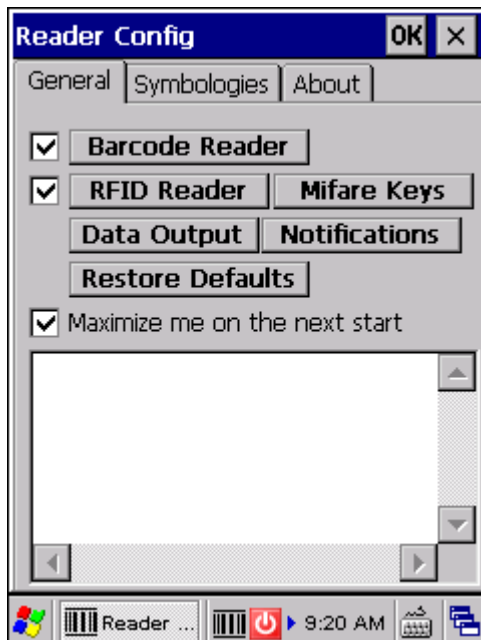 Reader Config OK
General Symbologies About
Barcode Reader
RFID Reader Mifare Keys
Data Output Notifications
Restore Defaults
Maximize me on the next start
Reader ... 9:20 AM